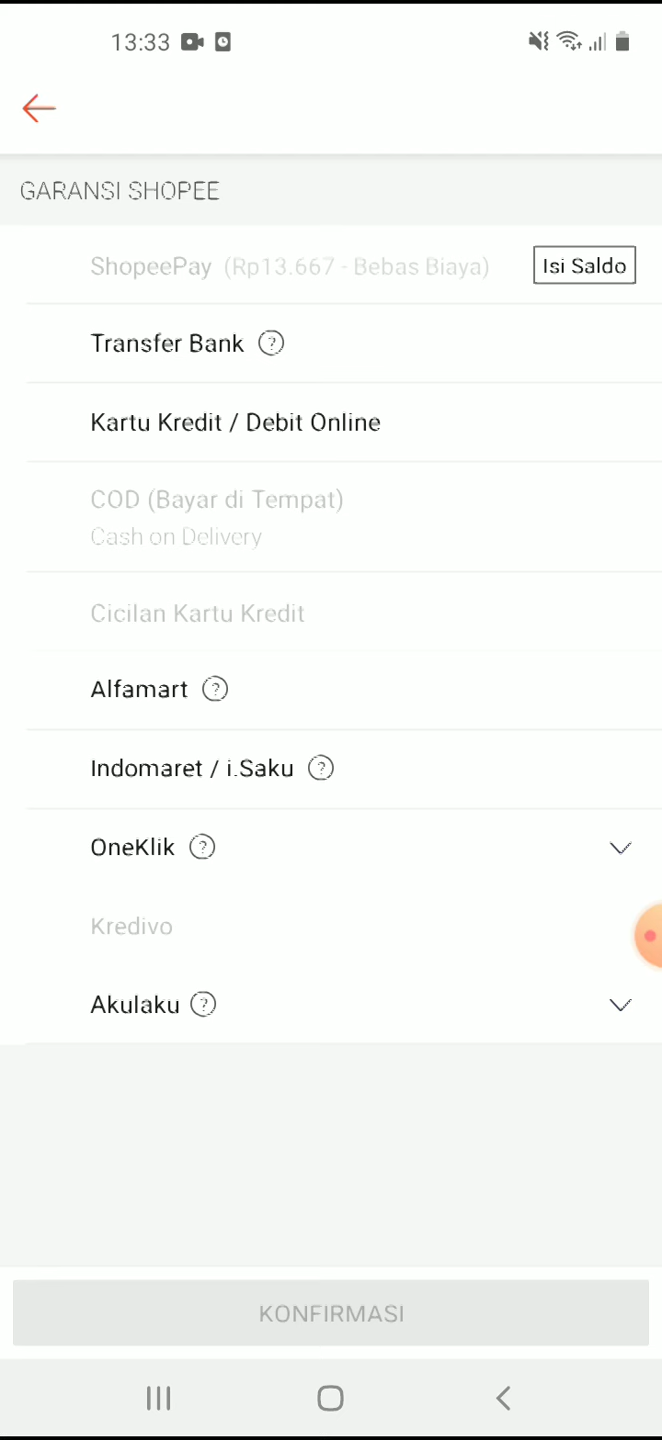 13:33
GARANSI SHOPEE
ShopeePay (Rp13.667 - Bebas Biaya) Isi Saldo
Transfer Bank ?
Kartu Kredit / Debit Online
COD (Bayar di Tempat)
Cash on Delivery
Cicilan Kartu Kredit
Alfamart ?
Indomaret / i.Saku ?
OneKlik ?
Kredivo
Akulaku ?
KONFIRMASI